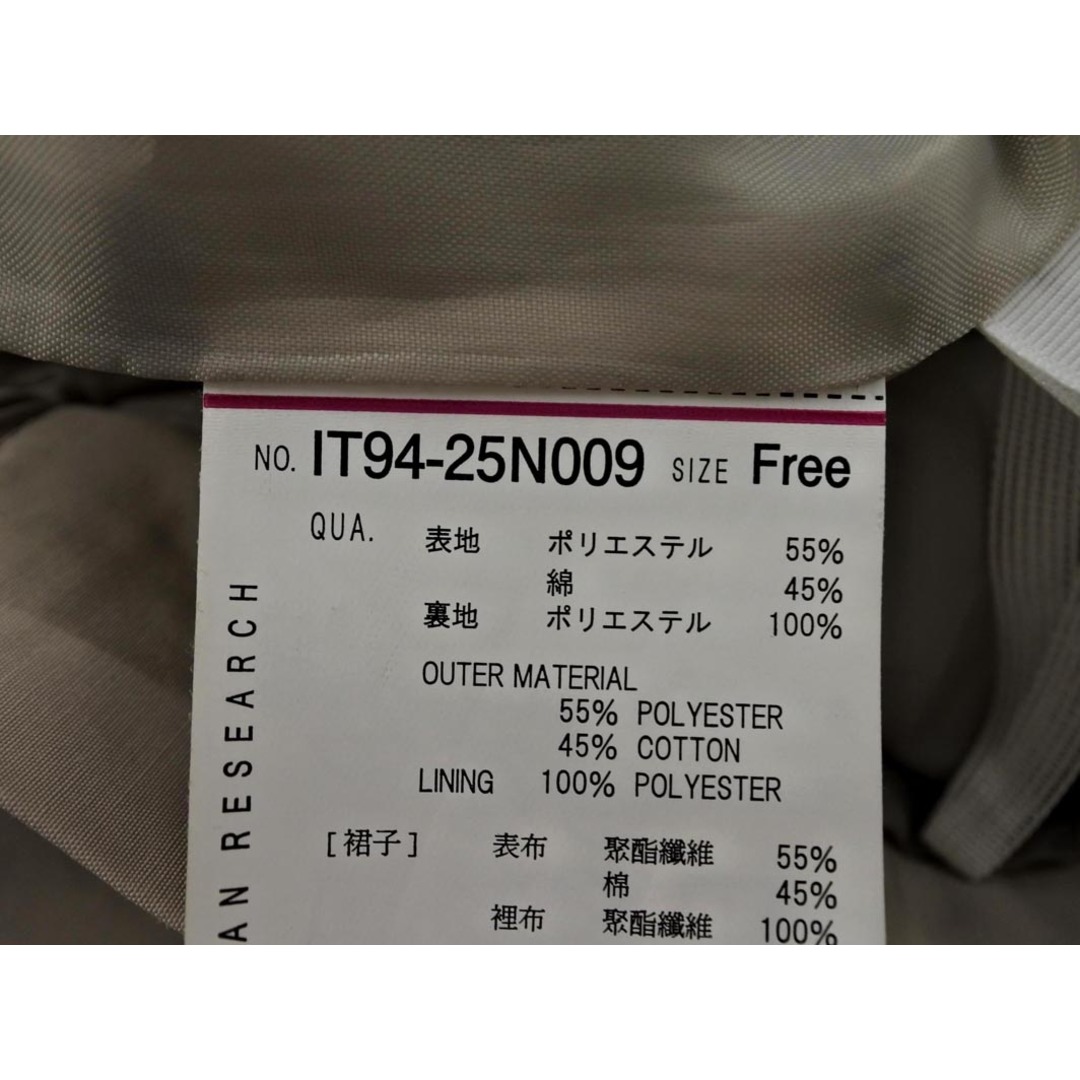 NO. IT94-25N009 SIZE Free
QUA. 表地 ポリエステル 55%
綿 45%
裏地 ポリエステル 100%
OUTER MATERIAL
55% POLYESTER
45% COTTON
LINING 100% POLYESTER
[裙子] 表布 聚酯纖維 55%
棉 45%
裡布 聚酯纖維 100%
AN RESEARCH